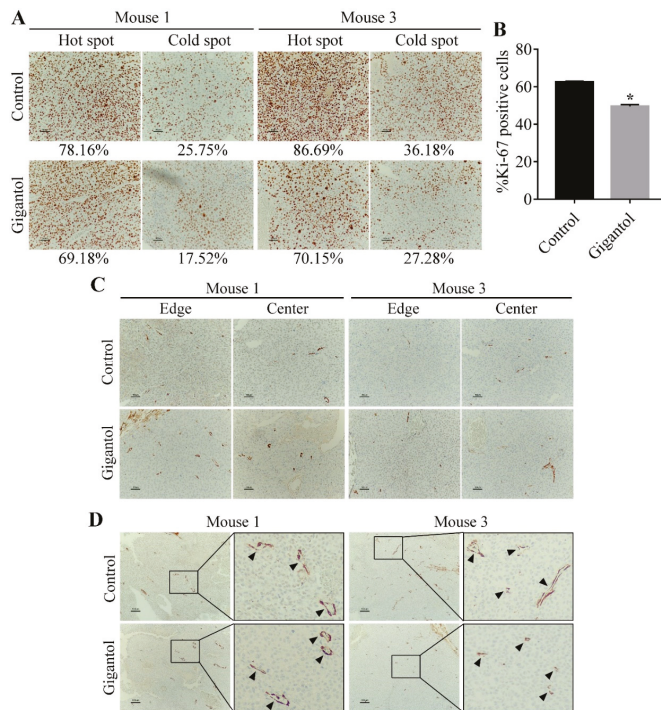 A
Mouse 1
Mouse 3
Hot spot
Cold spot
Hot spot
Cold spot
Control
78.16%
25.75%
86.69%
36.18%
Gigantol
69.18%
17.52%
70.15%
27.28%
B
%Ki-67 positive cells
80
60
40
20
0
*
Control
Gigantol
C
Mouse 1
Mouse 3
Edge
Center
Edge
Center
Control
Gigantol
D
Mouse 1
Mouse 3
Control
Gigantol